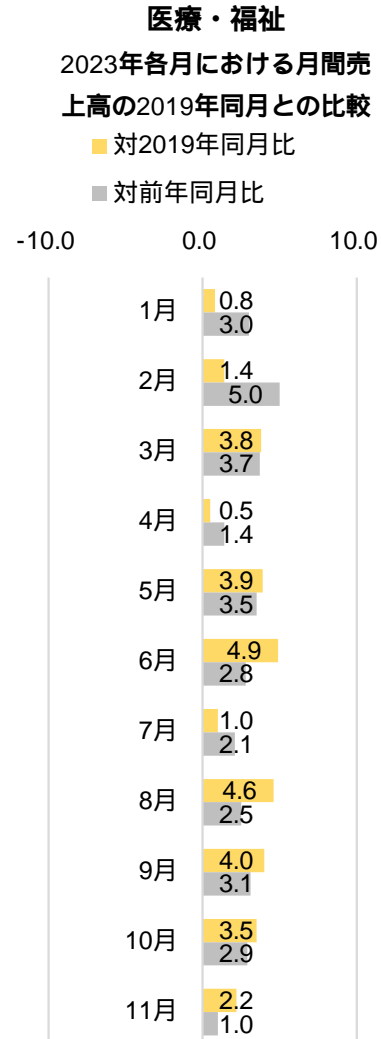 医療・福祉
2023年各月における月間売
上高の2019年同月との比較
対2019年同月比
対前年同月比
-10.0 0.0 10.0
1月 0.8
3.0
2月 1.4
5.0
3月 3.8
3.7
4月 0.5
1.4
5月 3.9
3.5
6月 4.9
2.8
7月 1.0
2.1
8月 4.6
2.5
9月 4.0
3.1
10月 3.5
2.9
11月 2.2
1.0